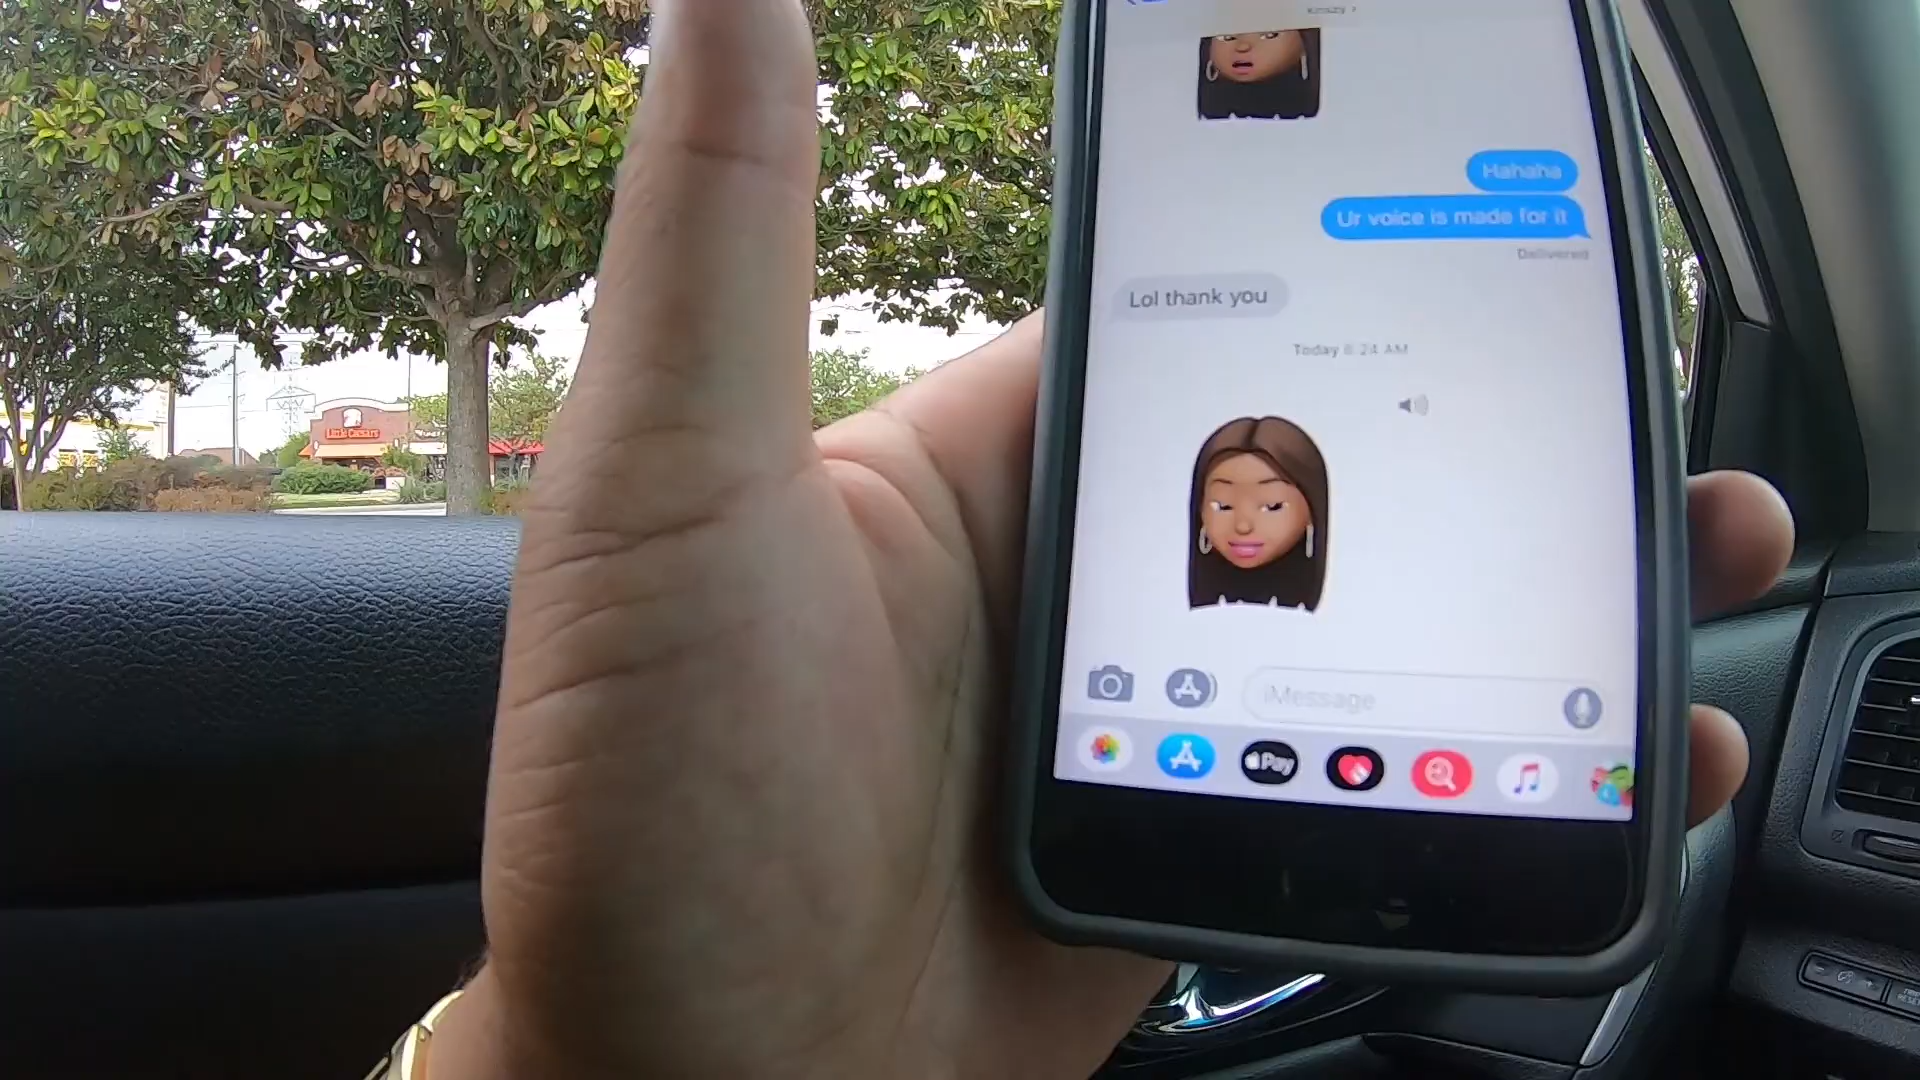 Hahaha
Ur voice is made for it
Delivered
Lol thank you
Today 8:24 AM
iMessage
Pay
Little Caesars